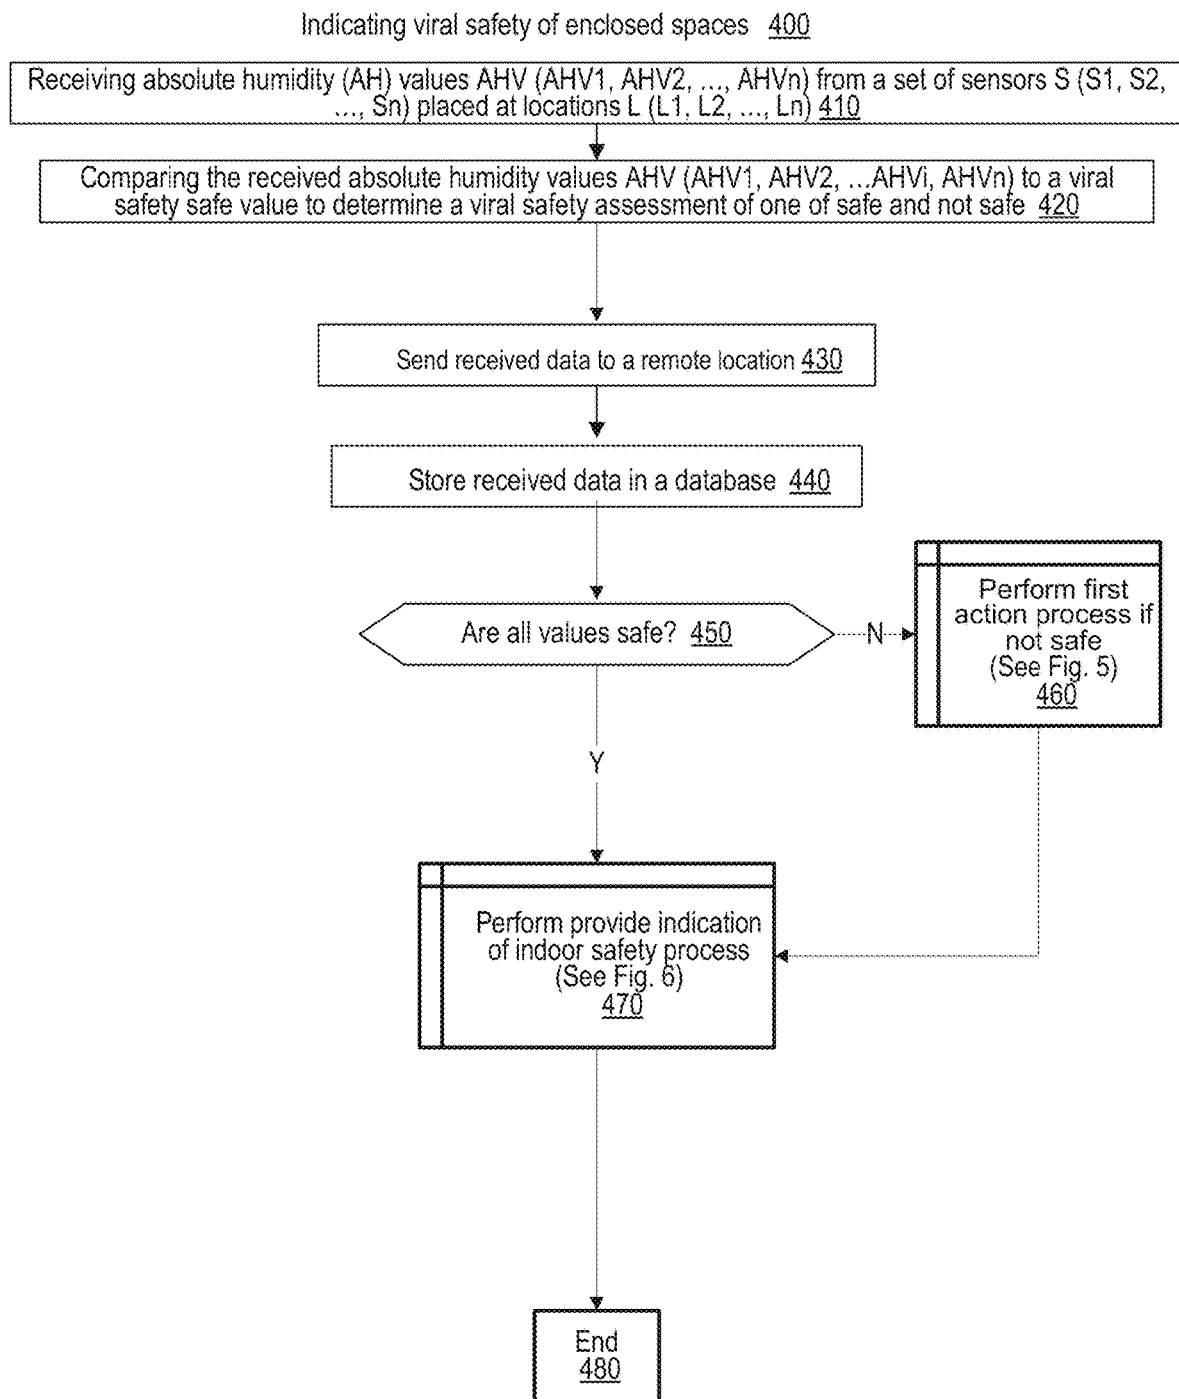 Indicating viral safety of enclosed spaces 400
Receiving absolute humidity (AH) values AHV (AHV1, AHV2, ..., AHVn) from a set of sensors S (S1, S2,
..., Sn) placed at locations L (L1, L2, ..., Ln) 410
Comparing the received absolute humidity values AHV (AHV1, AHV2, ...AHVi, AHVn) to a viral
safety safe value to determine a viral safety assessment of one of safe and not safe 420
Send received data to a remote location 430
Store received data in a database 440
Are all values safe? 450
N
Perform first
action process if
not safe
(See Fig. 5)
460
Y
Perform provide indication
of indoor safety process
(See Fig. 6)
470
End
480